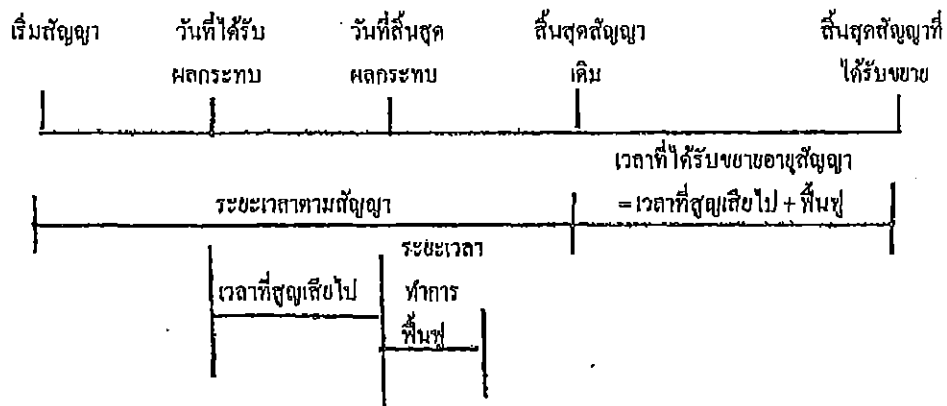 เริ่มสัญญา วันที่ได้รับ วันที่สิ้นสุด สิ้นสุดสัญญา สิ้นสุดสัญญาที่
ผลกระทบ ผลกระทบ เดิม ได้รับขยาย
เวลาที่ได้รับขยายอายุสัญญา
ระยะเวลาตามสัญญา =เวลาที่สูญเสียไป + ฟื้นฟู
ระยะเวลา
เวลาที่สูญเสียไป ทำการ
ฟื้นฟู